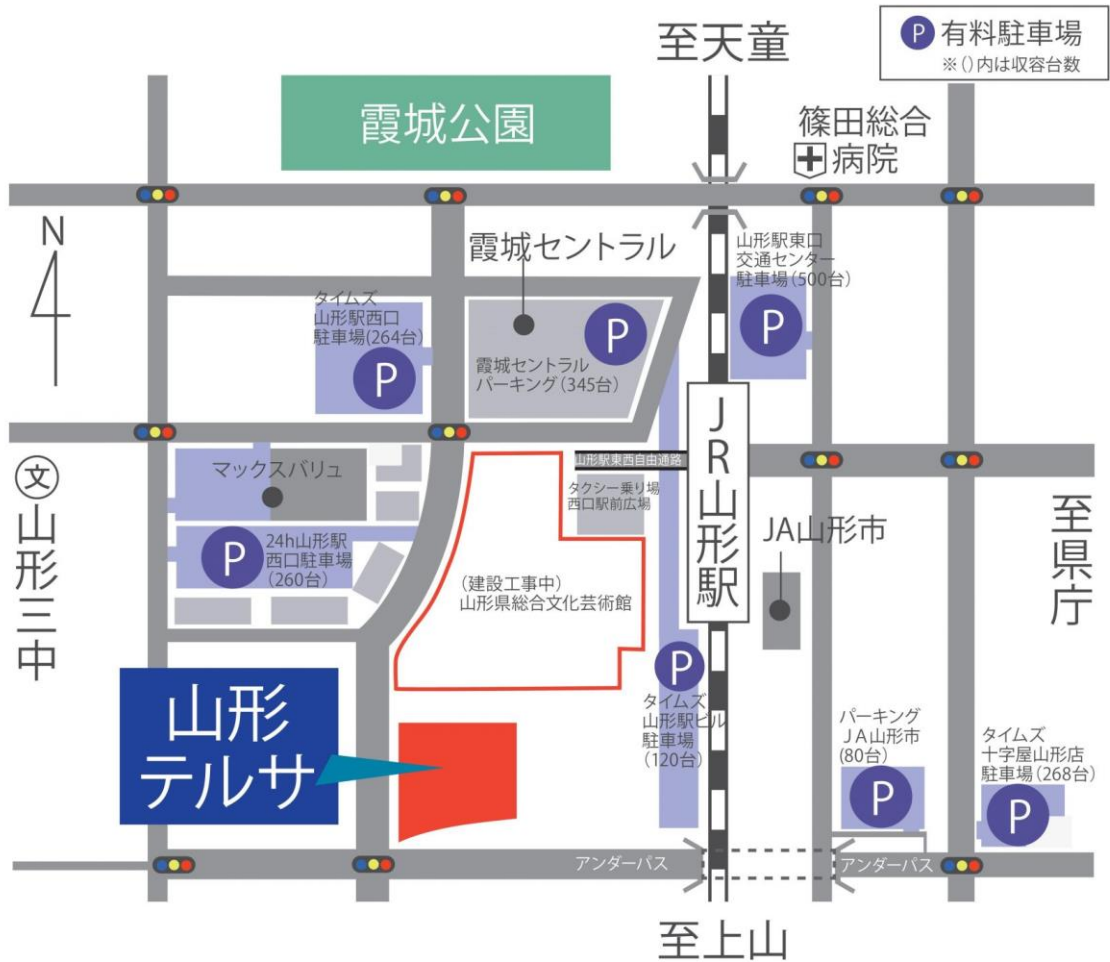 至天童
P 有料駐車場
※()内は収容台数
霞城公園
篠田総合
病院
N
霞城セントラル
山形駅東口
交通センター
駐車場(500台)
P
タイムズ
山形駅西口
駐車場(264台)
P
P
霞城セントラル
パーキング(345台)
JR山形駅
山形駅東西自由通路
文
山形三中
マックスバリュ
タクシー乗り場
西口駅前広場
至県庁
P
24h山形駅
西口駐車場
(260台)
JA山形市
(建設工事中)
山形県総合文化芸術館
山形
テルサ
P
タイムズ
山形駅ビル
駐車場
(120台)
パーキング
JA山形市
(80台)
P
タイムズ
十字屋山形店
駐車場(268台)
P
アンダーパス
アンダーパス
至上山